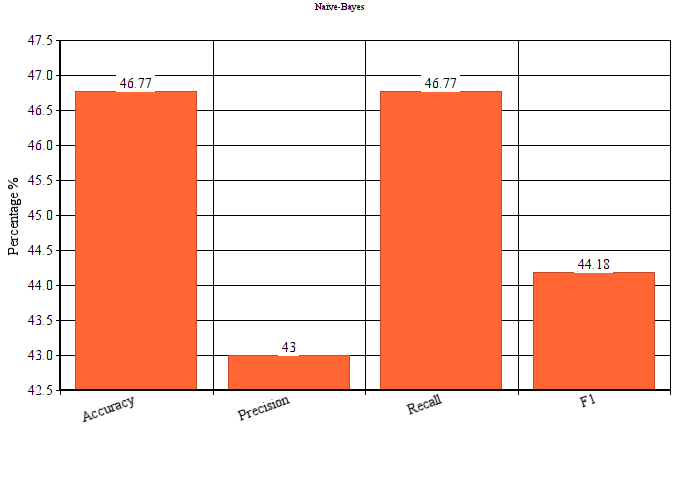 Naïve-Bayes
47.5
47.0
46.5
46.0
45.5
45.0
44.5
44.0
43.5
43.0
42.5
Percentage %
46.77
43
46.77
44.18
Accuracy
Precision
Recall
F1